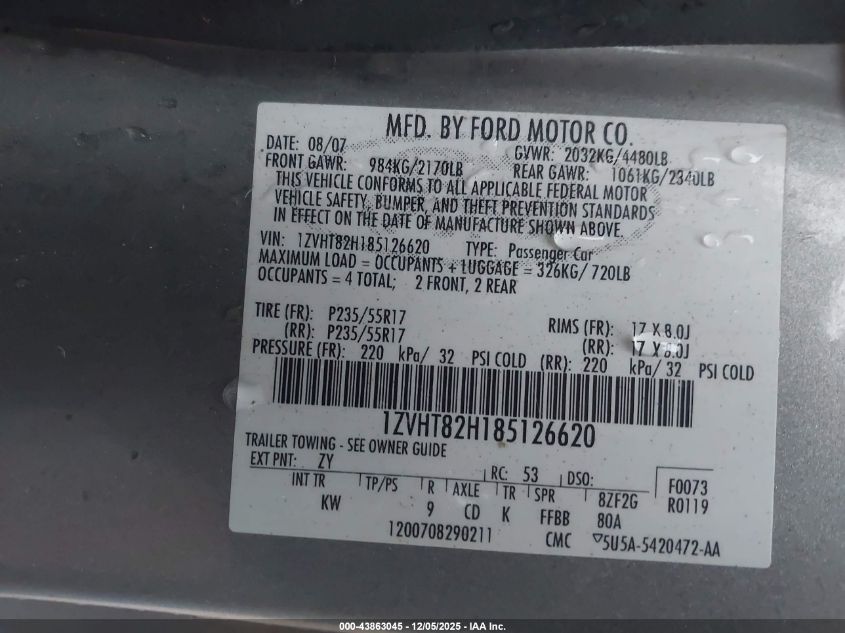 MFD. BY FORD MOTOR CO.
DATE: 08/07 GVWR: 2032KG/4480LB
FRONT GAWR: 984KG/2170LB REAR GAWR: 1061KG/2340LB
THIS VEHICLE CONFORMS TO ALL APPLICABLE FEDERAL MOTOR
VEHICLE SAFETY, BUMPER, AND THEFT PREVENTION STANDARDS
IN EFFECT ON THE DATE OF MANUFACTURE SHOWN ABOVE.
VIN: 1ZVHT82H185126620 TYPE: Passenger Car
MAXIMUM LOAD = OCCUPANTS + LUGGAGE = 326KG/ 720LB
OCCUPANTS = 4 TOTAL; 2 FRONT, 2 REAR
TIRE (FR): P235/55R17 RIMS (FR): 17 X 8.0J
(RR): P235/55R17 (RR): 17 X 8.0J
PRESSURE (FR): 220 kPa/ 32 PSI COLD (RR): 220 kPa/ 32 PSI COLD
1ZVHT82H185126620
TRAILER TOWING - SEE OWNER GUIDE
EXT PNT: ZY RC: 53 DSO: F0073
INT TR TP/PS R AXLE TR SPR 8ZF2G R0119
KW 9 CD K FFBB 80A
1200708290211 CMC ▽5U5A-5420472-AA
000-43863045 - 12/05/2025 - IAA Inc.